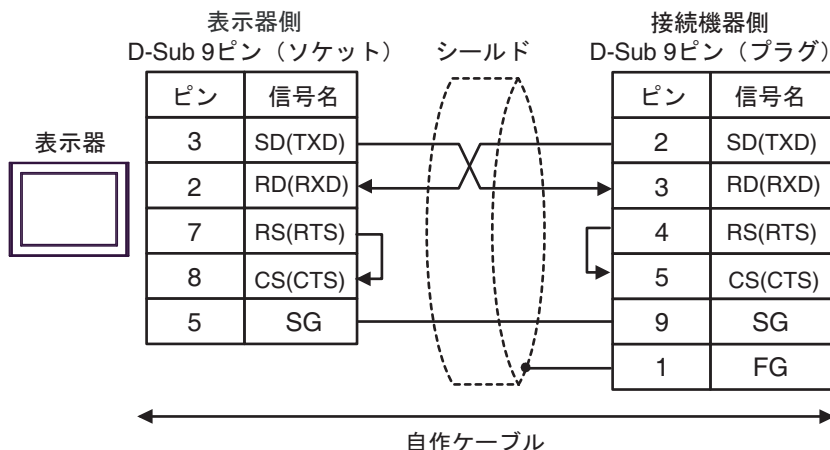 表示器側
D-Sub 9ピン（ソケット）
シールド
接続機器側
D-Sub 9ピン（プラグ）
表示器
ピン 信号名
3 SD(TXD)
2 RD(RXD)
7 RS(RTS)
8 CS(CTS)
5 SG
ピン 信号名
2 SD(TXD)
3 RD(RXD)
4 RS(RTS)
5 CS(CTS)
9 SG
1 FG
自作ケーブル